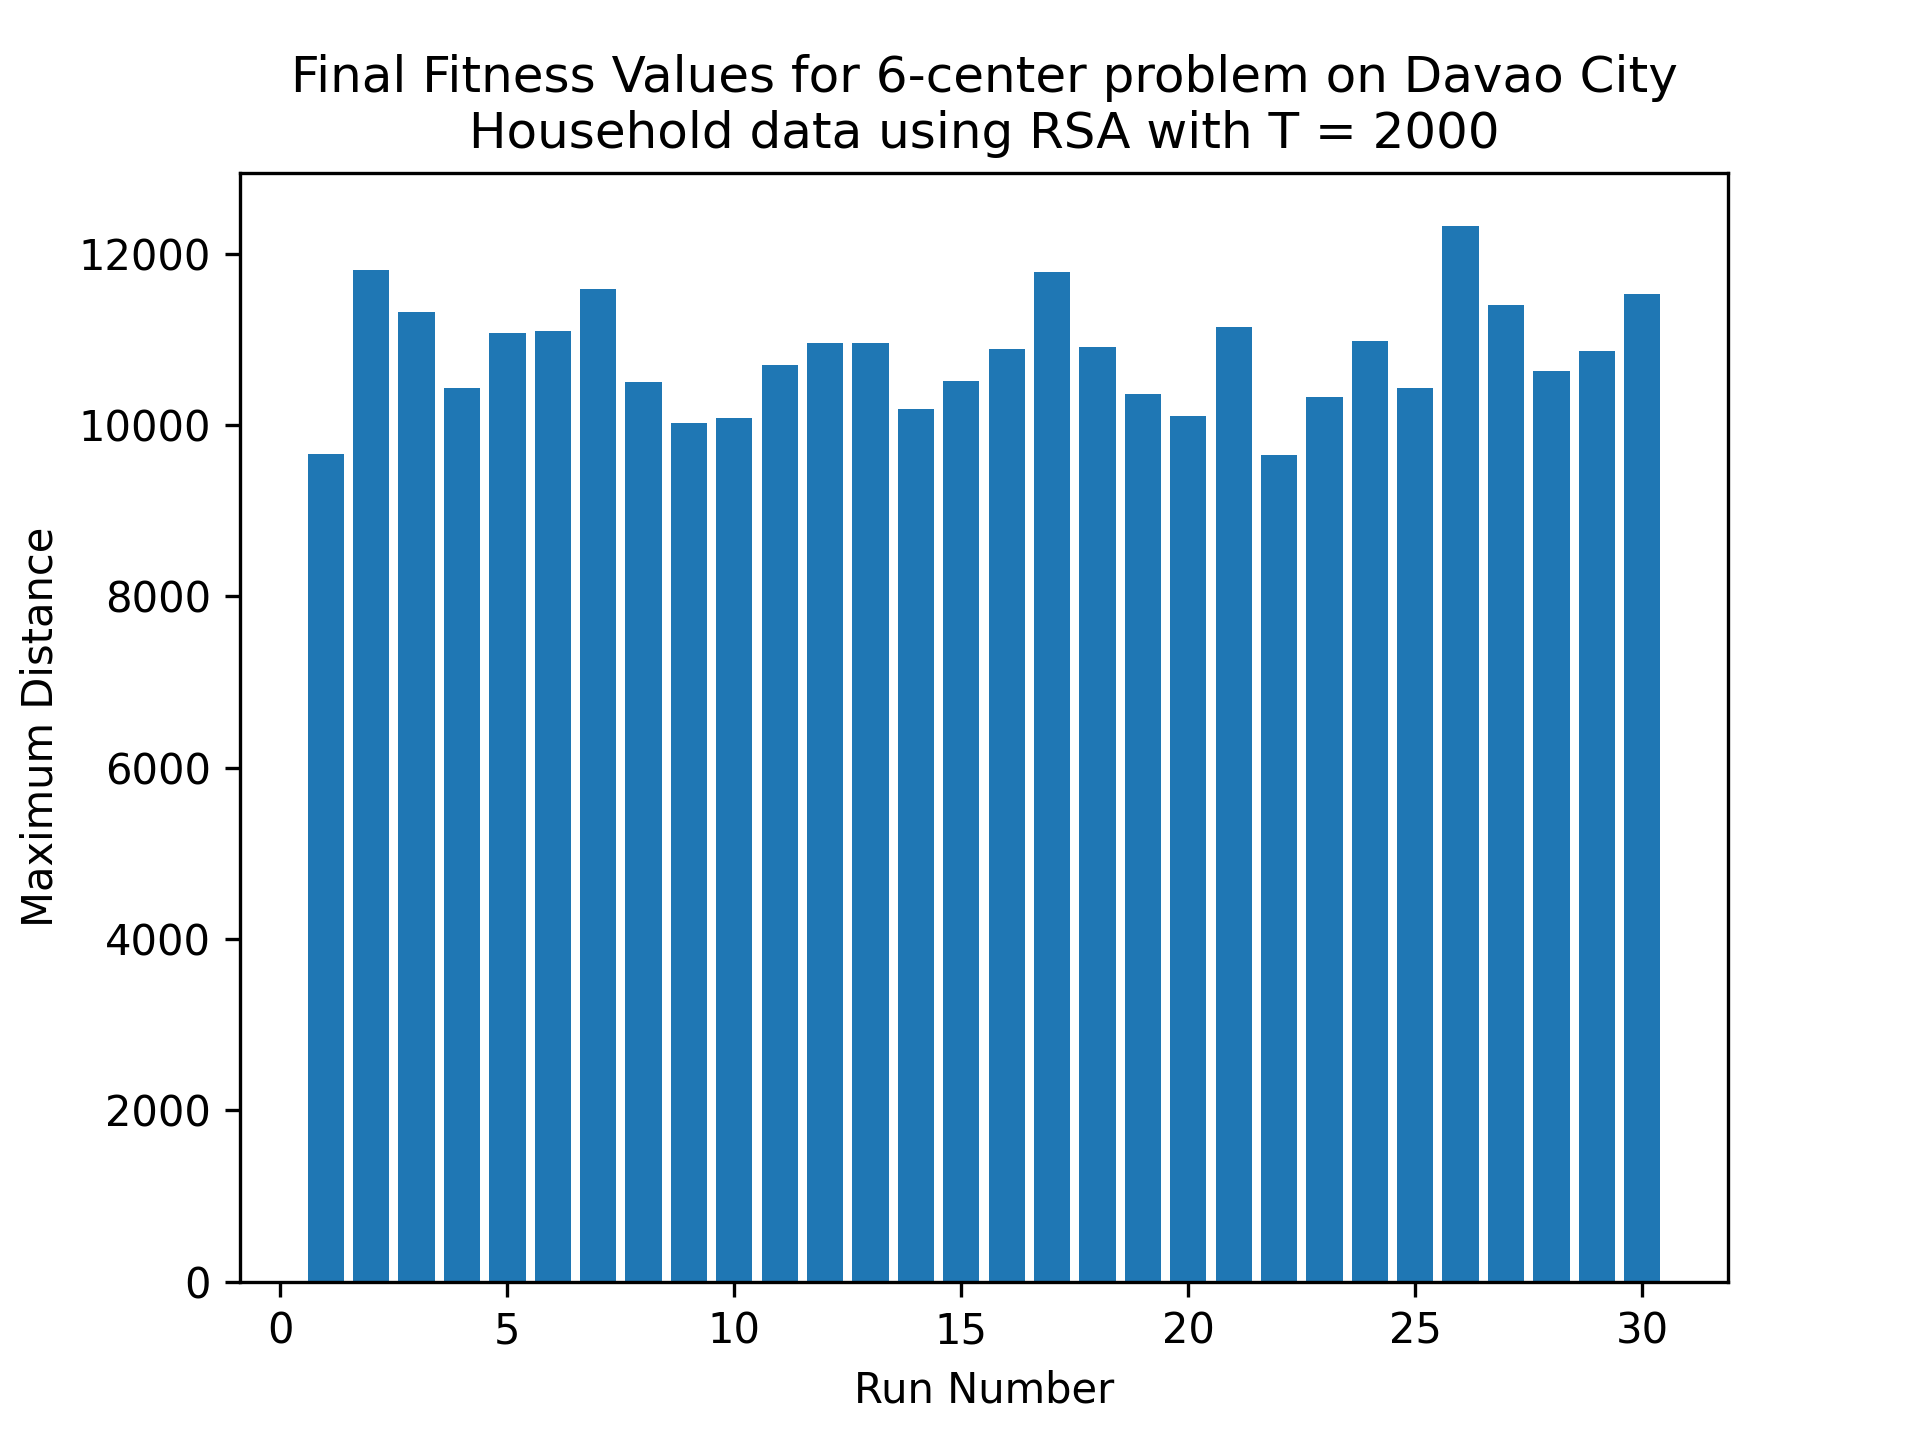 Final Fitness Values for 6-center problem on Davao City
Household data using RSA with T = 2000
12000
10000
8000
6000
4000
2000
0
Maximum Distance
0 5 10 15 20 25 30
Run Number